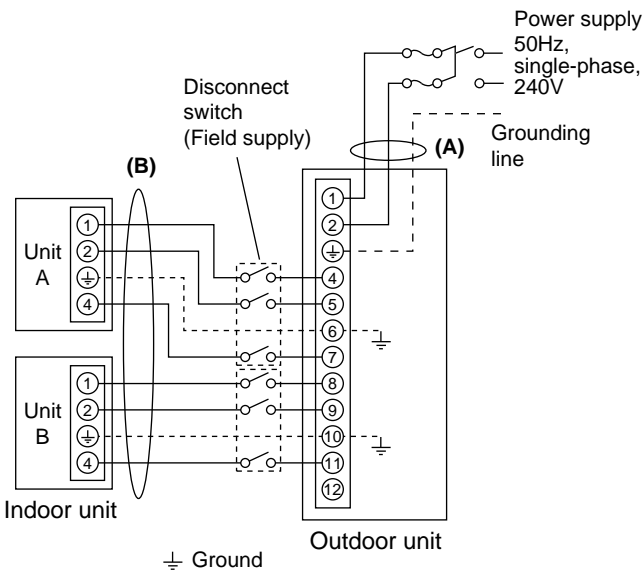 Power supply
50Hz,
single-phase,
240V
Disconnect
switch
(Field supply)
Grounding
line
(A)
(B)
Unit
A
1
2
4
Unit
B
1
2
4
1
2
4
5
6
7
8
9
10
11
12
Indoor unit
Outdoor unit
Ground